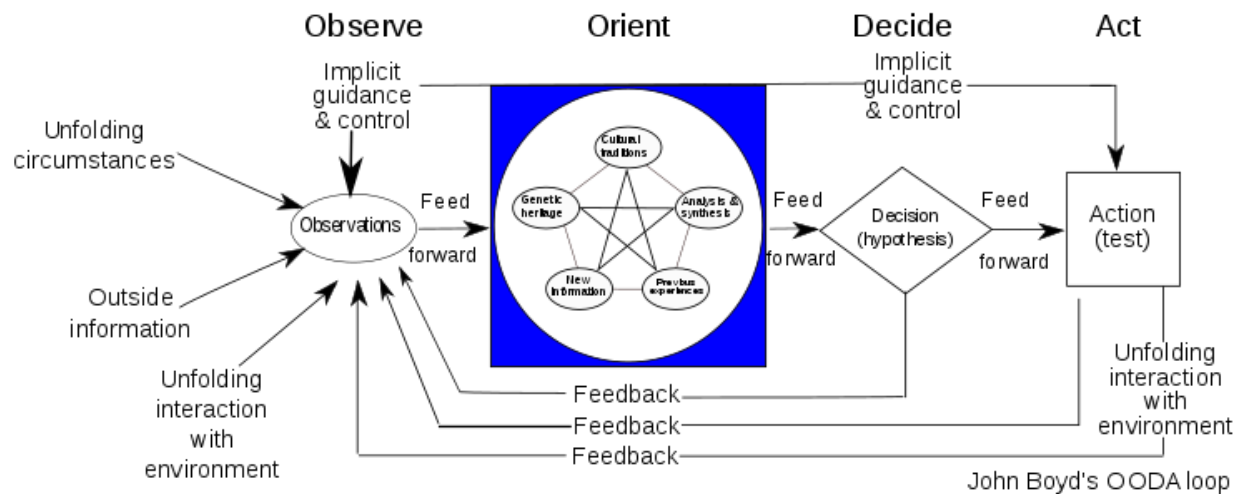 Observe
Orient
Decide
Act
Implicit
guidance
& control
Implicit
guidance
& control
Unfolding
circumstances
Observations
Feed
forward
Cultural
traditions
Genetic
heritage
Analysis &
synthesis
New
Information
Previous
experiences
Feed
forward
Decision
(hypothesis)
Feed
forward
Action
(test)
Outside
information
Unfolding
interaction
with
environment
Unfolding
interaction
with
environment
Feedback
Feedback
Feedback
John Boyd's OODA loop